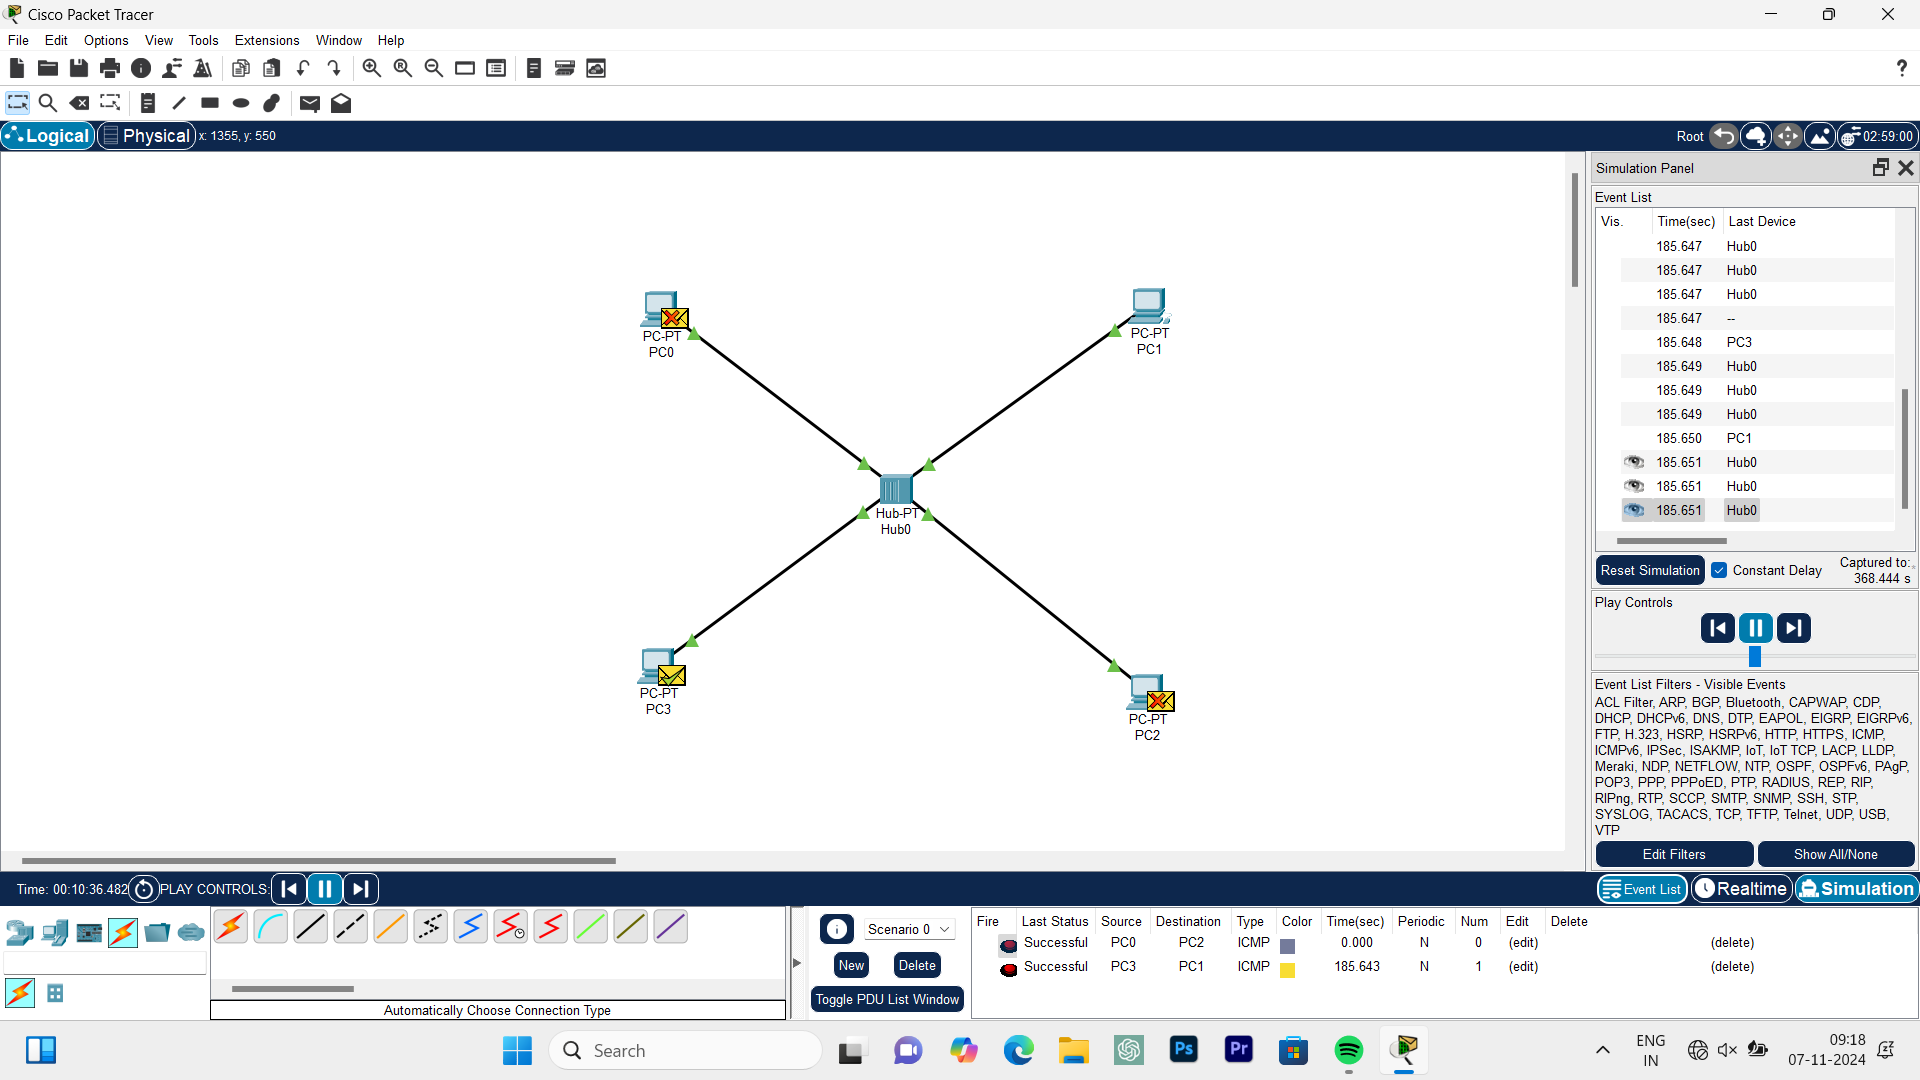 Cisco Packet Tracer
File Edit Options View Tools Extensions Window Help
?
Logical Physical x: 1355, y: 550 Root 02:59:00
Simulation Panel
Event List
Vis. Time(sec) Last Device
185.647 Hub0
185.647 Hub0
185.647 Hub0
185.647 --
185.648 PC3
185.649 Hub0
185.649 Hub0
185.649 Hub0
185.650 PC1
185.651 Hub0
185.651 Hub0
185.651 Hub0
Reset Simulation Constant Delay Captured to:
368.444 s
Play Controls
Event List Filters - Visible Events
ACL Filter, ARP, BGP, Bluetooth, CAPWAP, CDP,
DHCP, DHCPv6, DNS, DTP, EAPOL, EIGRP, EIGRPv6,
FTP, H.323, HSRP, HSRPv6, HTTP, HTTPS, ICMP,
ICMPv6, IPSec, ISAKMP, IoT, IoT TCP, LACP, LLDP,
Meraki, NDP, NETFLOW, NTP, OSPF, OSPFv6, PAgP,
POP3, PPP, PPPoED, PTP, RADIUS, REP, RIP,
RIPng, RTP, SCCP, SMTP, SNMP, SSH, STP,
SYSLOG, TACACS, TCP, TFTP, Telnet, UDP, USB,
VTP
Edit Filters Show All/None
PC-PT
PC0
PC-PT
PC1
Hub-PT
Hub0
PC-PT
PC3
PC-PT
PC2
Time: 00:10:36.482 PLAY CONTROLS: Event List Realtime Simulation
Scenario 0
New Delete
Toggle PDU List Window
Automatically Choose Connection Type
Fire Last Status Source Destination Type Color Time(sec) Periodic Num Edit Delete
Successful PC0 PC2 ICMP 0.000 N 0 (edit) (delete)
Successful PC3 PC1 ICMP 185.643 N 1 (edit) (delete)
Search
Ps
Pr
ENG
IN
09:18
07-11-2024